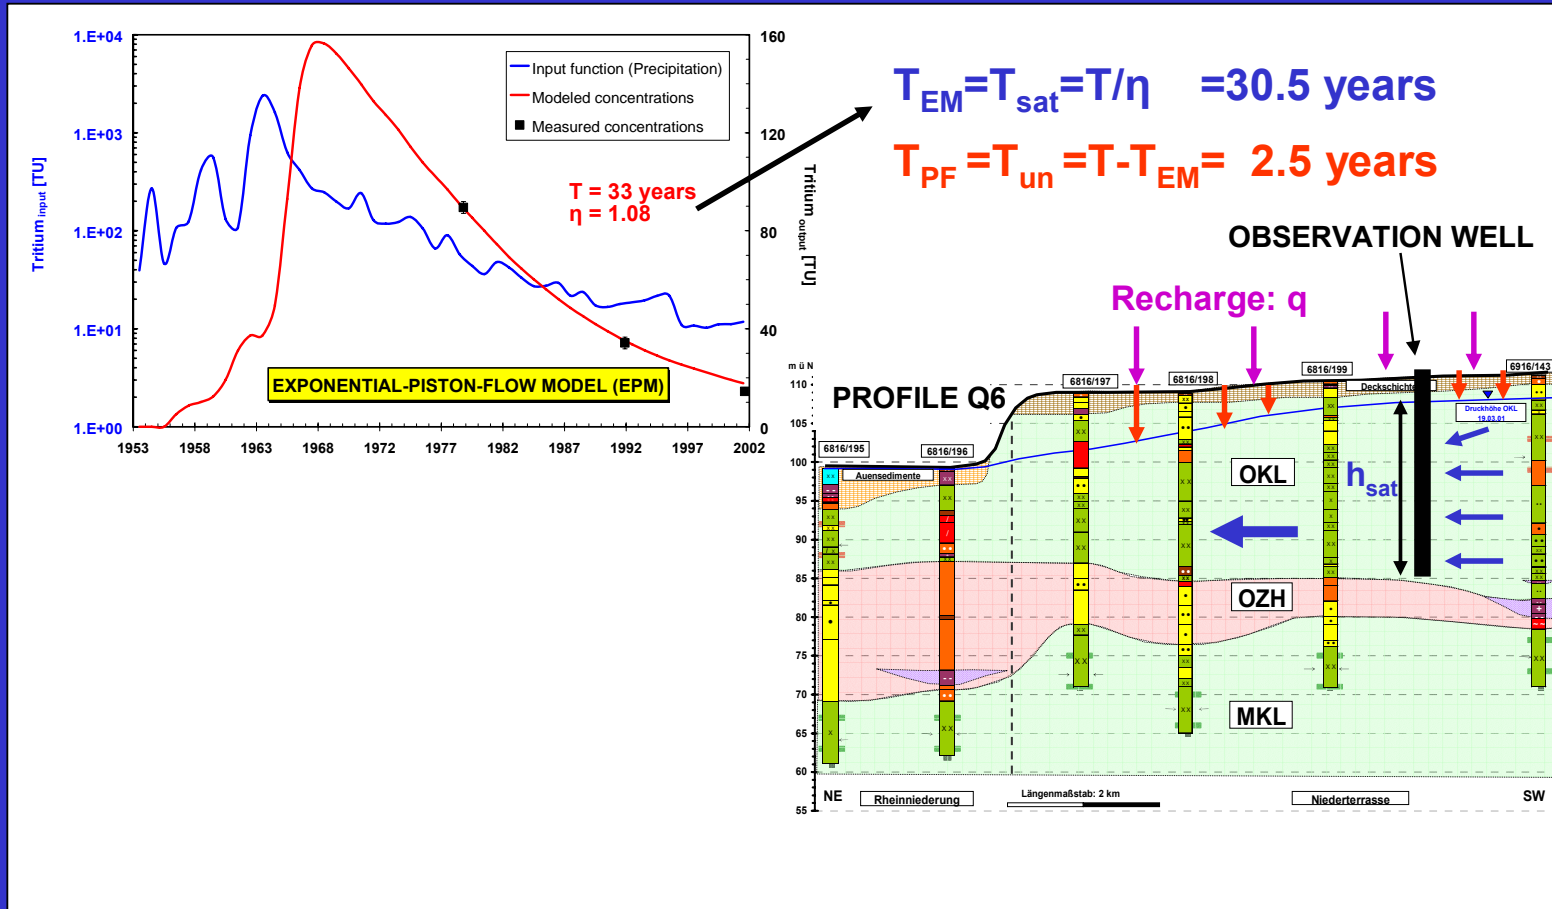 1.E+04
1.E+03
1.E+02
1.E+01
1.E+00
Tritium input [TU]
160
120
80
40
0
Tritium output [TU]
1953
1958
1963
1968
1973
1977
1982
1987
1992
1997
2002
Input function (Precipitation)
Modeled concentrations
Measured concentrations
T = 33 years
η = 1.08
EXPONENTIAL-PISTON-FLOW MODEL (EPM)
T_EM=T_sat=T/η =30.5 years
T_PF =T_un =T-T_EM= 2.5 years
OBSERVATION WELL
Recharge: q
PROFILE Q6
m ü N
110
105
100
95
90
85
80
75
70
65
60
55
6816/195
6816/196
6816/197
6816/198
6816/199
6916/143
Deckschichte
Druckhöhe OKL
19.03.01
Auensedimente
OKL
h_sat
OZH
MKL
NE
Rheinniederung
Längenmaßstab: 2 km
Niederterrasse
SW